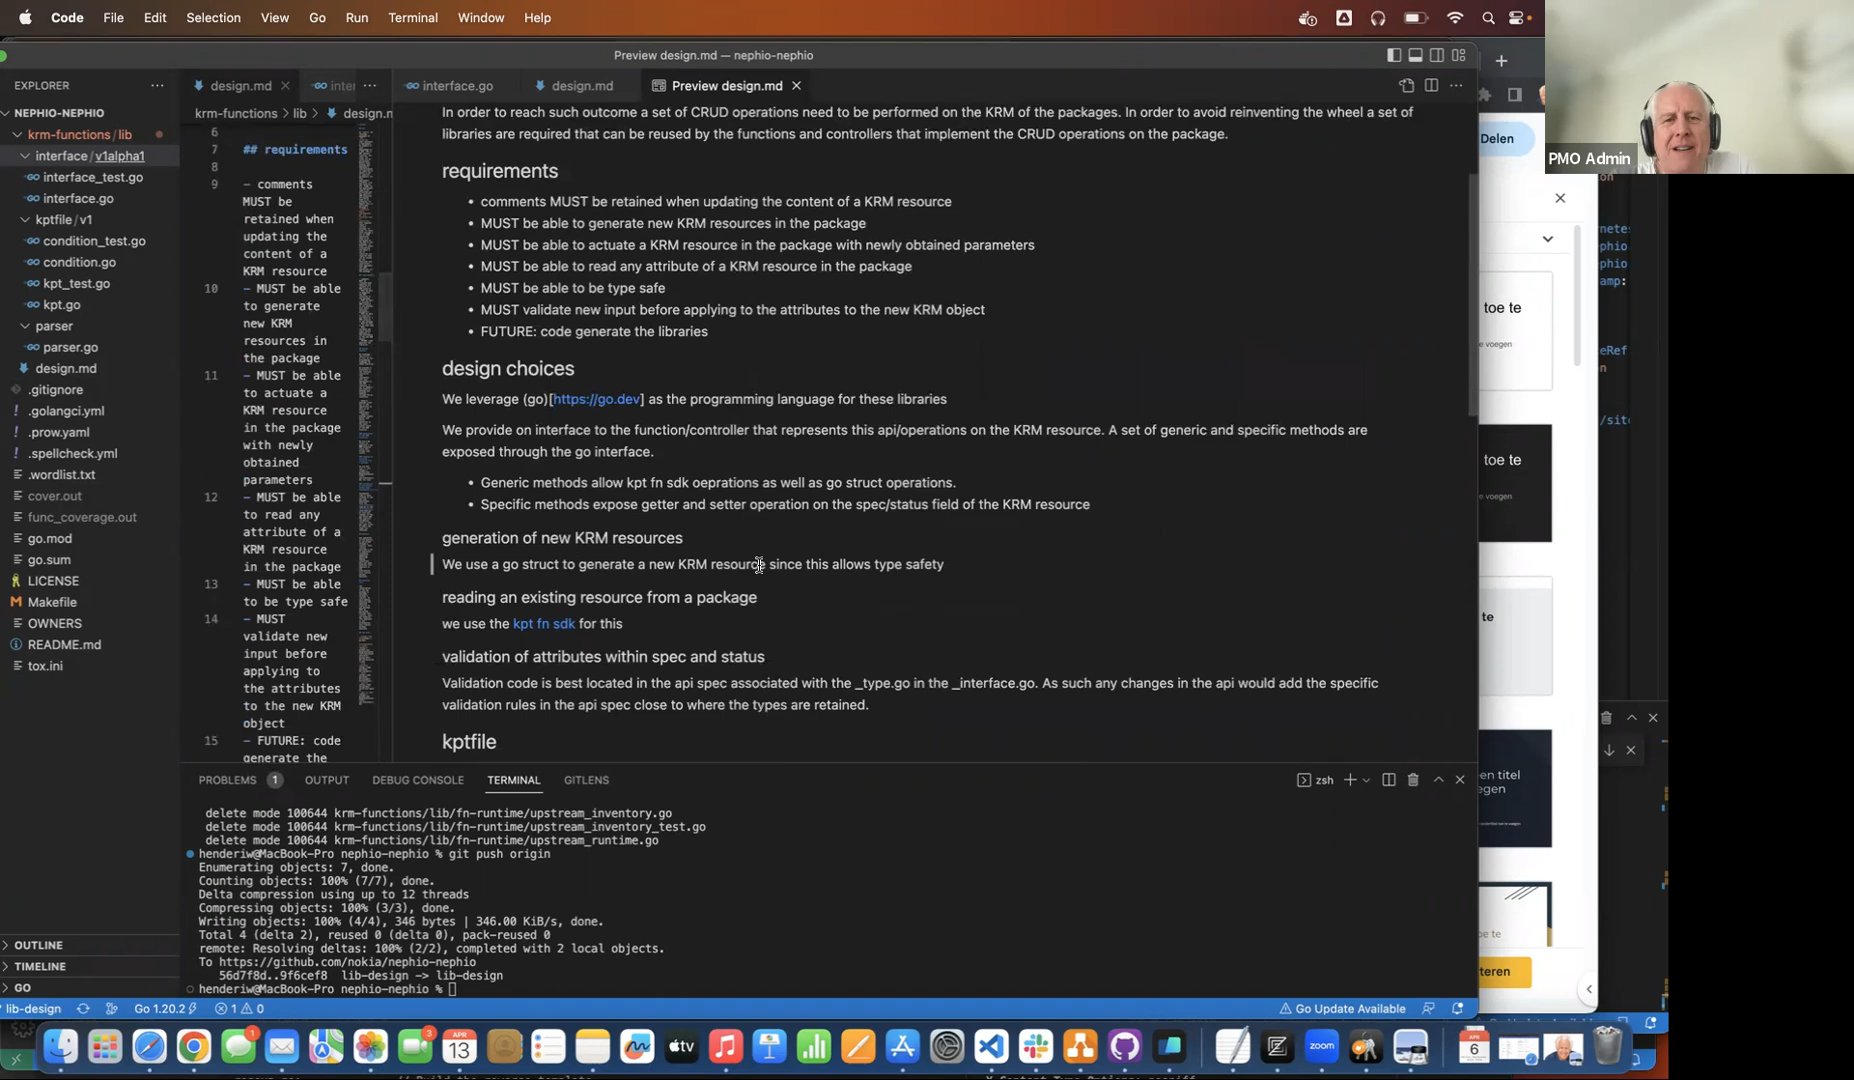 Code File Edit Selection View Go Run Terminal Window Help
Preview design.md — nephio-nephio
PMO Admin
Delen
EXPLORER
NEPHIO-NEPHIO
krm-functions / lib
interface / v1alpha1
interface_test.go
interface.go
kptfile / v1
condition_test.go
condition.go
kpt_test.go
kpt.go
parser
parser.go
design.md
.gitignore
.golangci.yml
.prow.yaml
.spellcheck.yml
.wordlist.txt
cover.out
func_coverage.out
go.mod
go.sum
LICENSE
Makefile
OWNERS
README.md
tox.ini
OUTLINE
TIMELINE
GO
design.md
krm-functions > lib > design.m
6
7 ## requirements
8
9 - comments
MUST be
retained when
updating the
content of a
KRM resource
10 - MUST be able
to generate
new KRM
resources in
the package
11 - MUST be able
to actuate a
KRM resource
in the package
with newly
obtained
parameters
12 - MUST be able
to read any
attribute of a
KRM resource
in the package
13 - MUST be able
to be type safe
14 - MUST
validate new
input before
applying to
the attributes
to the new KRM
object
15 - FUTURE: code
generate the
interface.go design.md Preview design.md
In order to reach such outcome a set of CRUD operations need to be performed on the KRM of the packages. In order to avoid reinventing the wheel a set of
libraries are required that can be reused by the functions and controllers that implement the CRUD operations on the package.
requirements
• comments MUST be retained when updating the content of a KRM resource
• MUST be able to generate new KRM resources in the package
• MUST be able to actuate a KRM resource in the package with newly obtained parameters
• MUST be able to read any attribute of a KRM resource in the package
• MUST be able to be type safe
• MUST validate new input before applying to the attributes to the new KRM object
• FUTURE: code generate the libraries
design choices
We leverage (go)[https://go.dev] as the programming language for these libraries
We provide on interface to the function/controller that represents this api/operations on the KRM resource. A set of generic and specific methods are
exposed through the go interface.
• Generic methods allow kpt fn sdk oeprations as well as go struct operations.
• Specific methods expose getter and setter operation on the spec/status field of the KRM resource
generation of new KRM resources
We use a go struct to generate a new KRM resource since this allows type safety
reading an existing resource from a package
we use the kpt fn sdk for this
validation of attributes within spec and status
Validation code is best located in the api spec associated with the _type.go in the _interface.go. As such any changes in the api would add the specific
validation rules in the api spec close to where the types are retained.
kptfile
PROBLEMS 1 OUTPUT DEBUG CONSOLE TERMINAL GITLENS
zsh
delete mode 100644 krm-functions/lib/fn-runtime/upstream_inventory.go
delete mode 100644 krm-functions/lib/fn-runtime/upstream_inventory_test.go
delete mode 100644 krm-functions/lib/fn-runtime/upstream_runtime.go
henderiw@MacBook-Pro nephio-nephio % git push origin
Enumerating objects: 7, done.
Counting objects: 100% (7/7), done.
Delta compression using up to 12 threads
Compressing objects: 100% (3/3), done.
Writing objects: 100% (4/4), 346 bytes | 346.00 KiB/s, done.
Total 4 (delta 2), reused 0 (delta 0), pack-reused 0
remote: Resolving deltas: 100% (2/2), completed with 2 local objects.
To https://github.com/nokia/nephio-nephio
56d7f8d..9f6cef8 lib-design -> lib-design
henderiw@MacBook-Pro nephio-nephio %
lib-design Go 1.20.2 1 0 Go Update Available
toe te
voegen
toe te
voegen
te
en titel
egen
e te
teren
1
3
APR
13
tv
zoom
APR
6